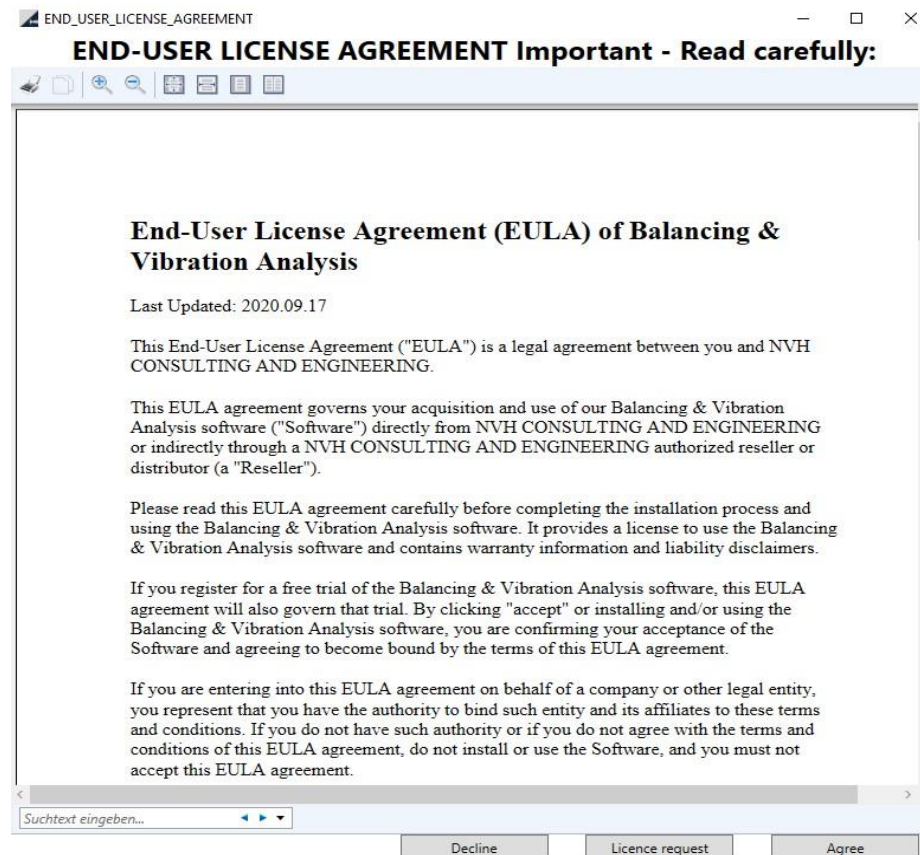 END_USER_LICENSE_AGREEMENT
END-USER LICENSE AGREEMENT Important - Read carefully:
End-User License Agreement (EULA) of Balancing &
Vibration Analysis
Last Updated: 2020.09.17
This End-User License Agreement ("EULA") is a legal agreement between you and NVH
CONSULTING AND ENGINEERING.
This EULA agreement governs your acquisition and use of our Balancing & Vibration
Analysis software ("Software") directly from NVH CONSULTING AND ENGINEERING
or indirectly through a NVH CONSULTING AND ENGINEERING authorized reseller or
distributor (a "Reseller").
Please read this EULA agreement carefully before completing the installation process and
using the Balancing & Vibration Analysis software. It provides a license to use the Balancing
& Vibration Analysis software and contains warranty information and liability disclaimers.
If you register for a free trial of the Balancing & Vibration Analysis software, this EULA
agreement will also govern that trial. By clicking "accept" or installing and/or using the
Balancing & Vibration Analysis software, you are confirming your acceptance of the
Software and agreeing to become bound by the terms of this EULA agreement.
If you are entering into this EULA agreement on behalf of a company or other legal entity,
you represent that you have the authority to bind such entity and its affiliates to these terms
and conditions. If you do not have such authority or if you do not agree with the terms and
conditions of this EULA agreement, do not install or use the Software, and you must not
accept this EULA agreement.
Suchtext eingeben...
Decline
Licence request
Agree